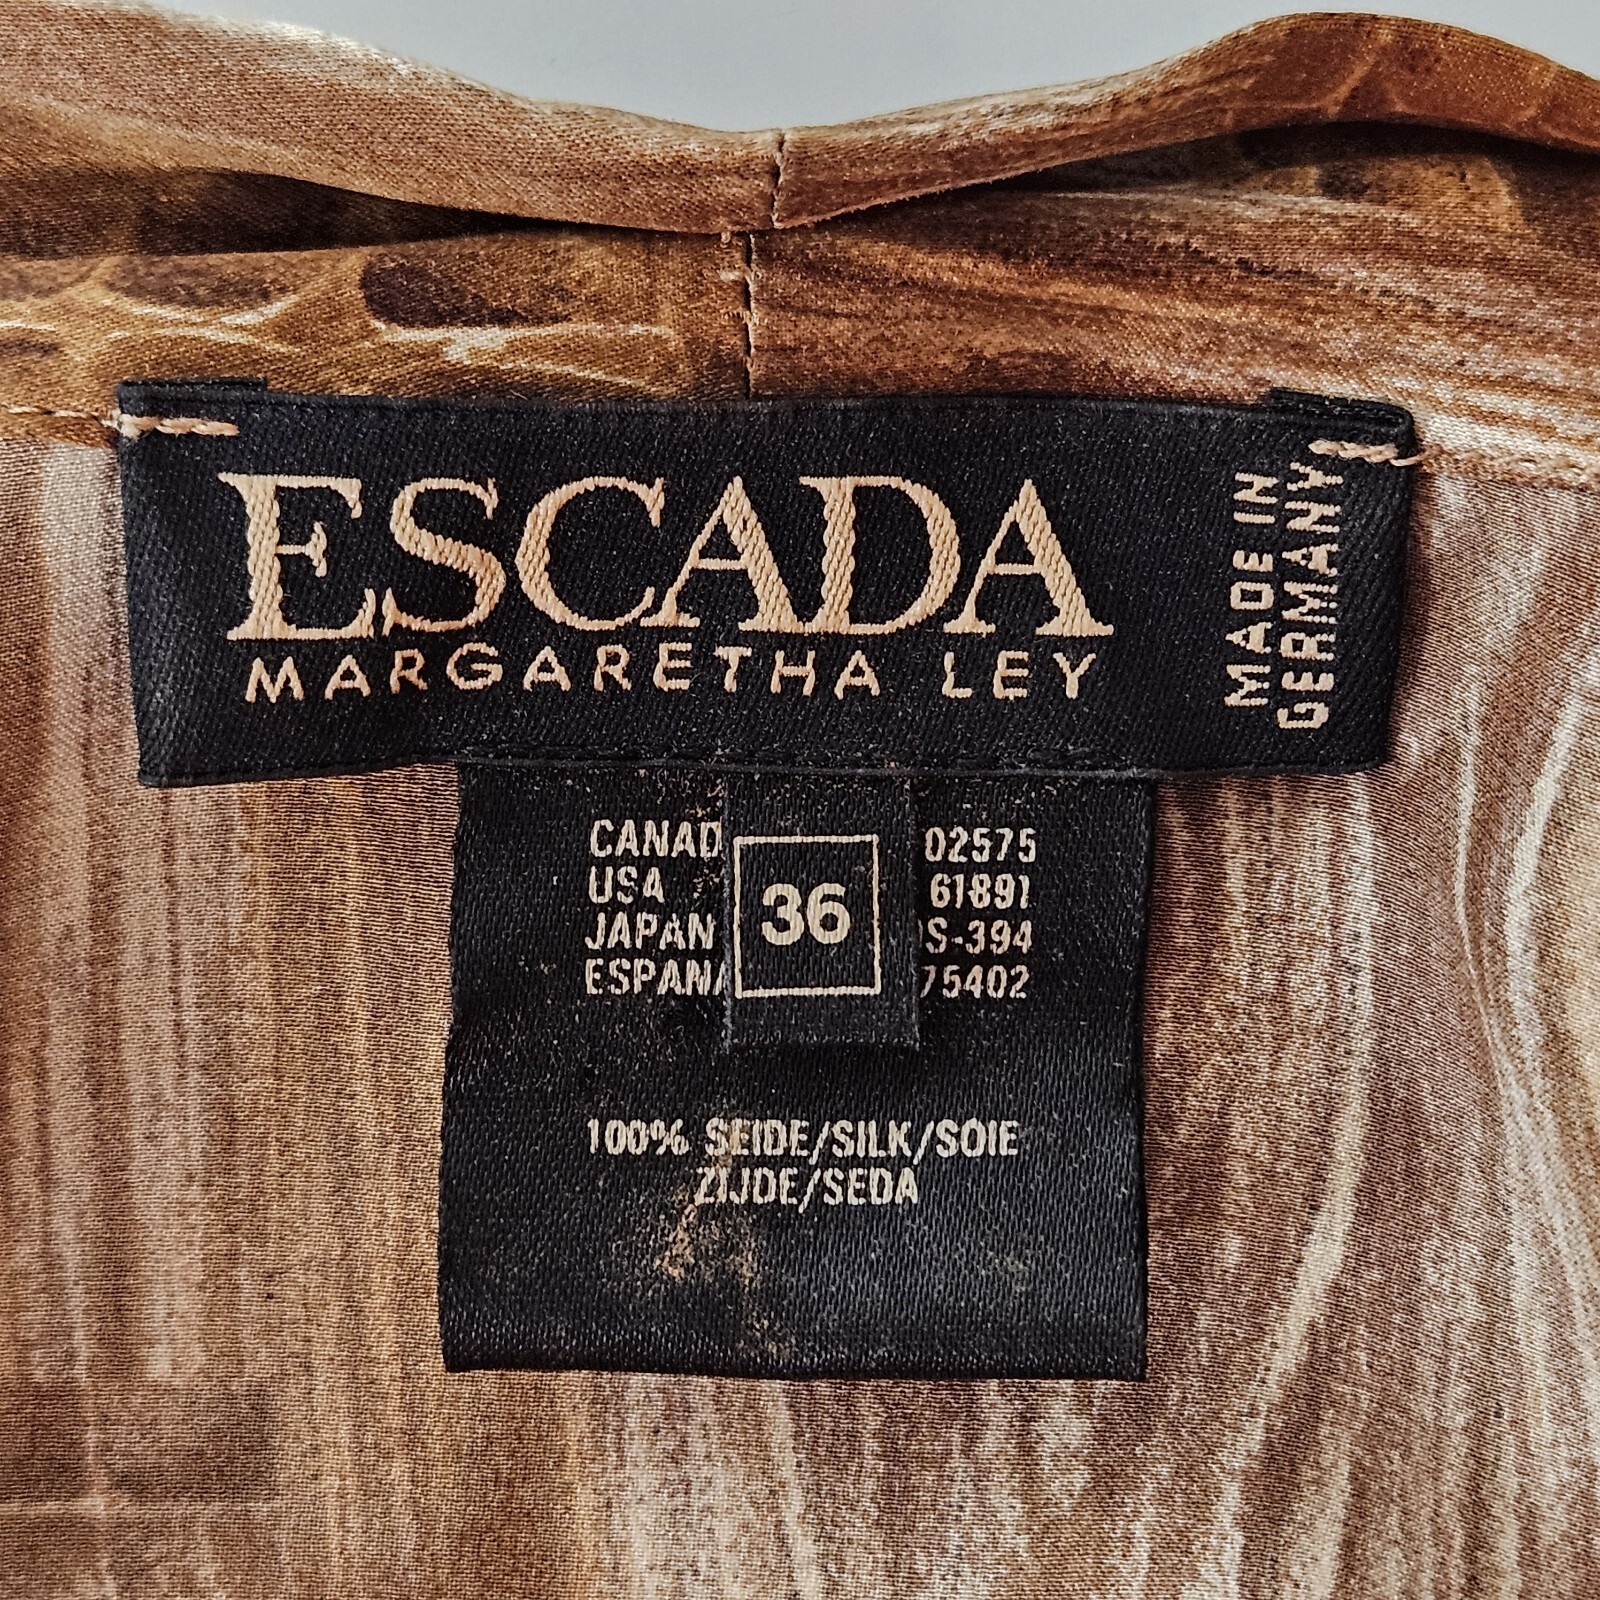 ESCADA
MARGARETHA LEY
MADE IN
GERMANY
CANAD 02575
USA 61891
JAPAN S-394
ESPANA 75402
36
100% SEIDE/SILK/SOIE
ZIJDE/SEDA